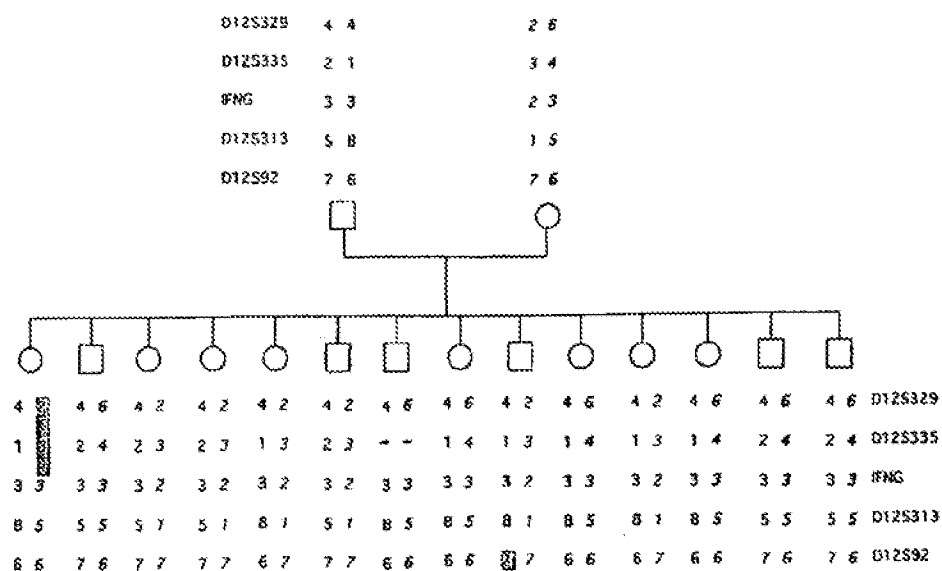 D12S329 4 4 2 6
D12S335 2 1 3 4
IFNG 3 3 2 3
D12S313 5 8 1 5
D12S92 7 6 7 6
4 4 6 4 2 4 2 4 2 4 2 4 6 4 6 4 2 4 6 4 2 4 6 4 6 4 6 D12S329
1 2 4 2 3 2 3 1 3 2 3 - - 1 4 1 3 1 4 1 3 1 4 2 4 2 4 D12S335
3 3 3 3 3 2 3 2 3 2 3 2 3 3 3 3 3 2 3 3 3 2 3 3 3 3 3 3 IFNG
8 5 5 5 5 1 5 1 8 1 5 1 8 5 8 5 8 1 8 5 8 1 8 5 5 5 5 5 D12S313
6 6 7 6 7 7 7 7 6 7 7 7 6 6 6 6 7 6 6 6 7 6 6 7 6 7 6 D12S92